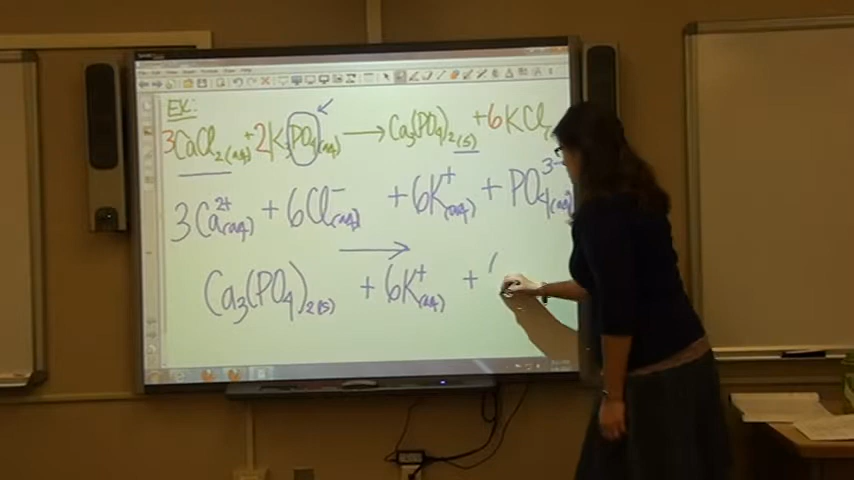 EX:
3CaCl₂(aq) + 2K₃PO₄(aq) ⟶ Ca₃(PO₄)₂(s) + 6KCl
3Ca²⁺(aq) + 6Cl⁻(aq) + 6K⁺(aq) + PO₄³⁻(aq)
⟶
Ca₃(PO₄)₂(s) + 6K⁺(aq) + (